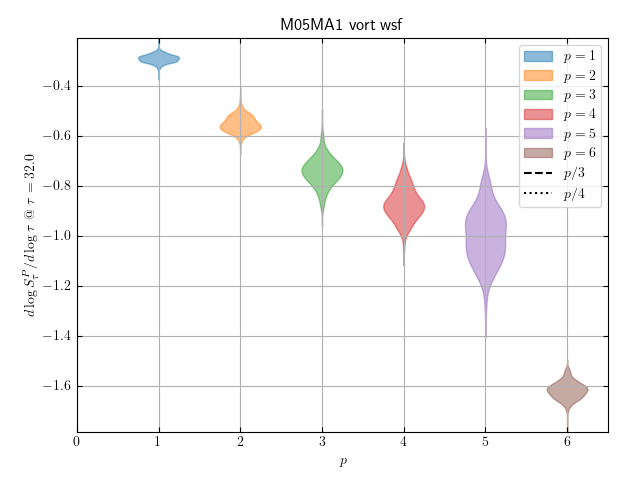 M05MA1 vort wsf
d log S_τ^P / d log τ @ τ = 32.0
−0.4
−0.6
−0.8
−1.0
−1.2
−1.4
−1.6
0 1 2 3 4 5 6
p
p = 1
p = 2
p = 3
p = 4
p = 5
p = 6
p/3
p/4